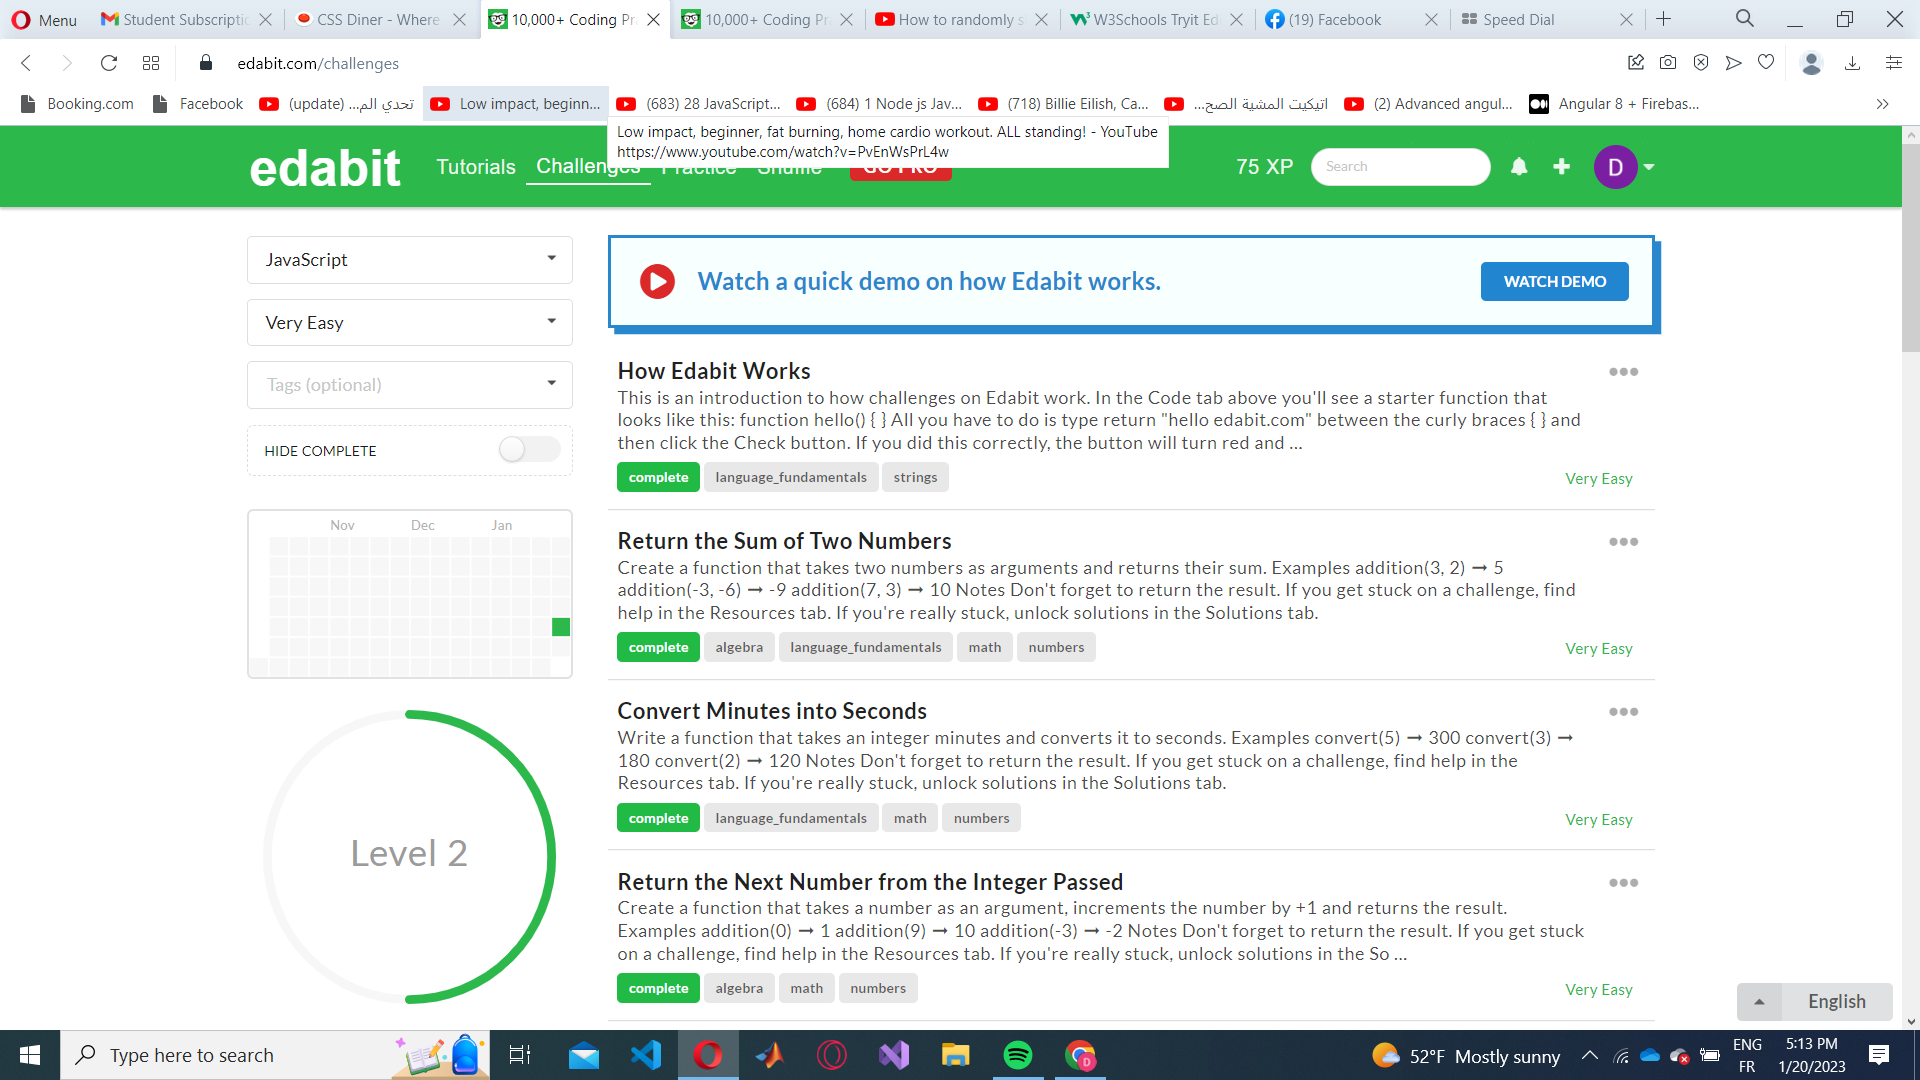 Menu
Student Subscripti
CSS Diner - Where
10,000+ Coding Pr
10,000+ Coding Pr
How to randomly s
W3Schools Tryit Ed
(19) Facebook
Speed Dial
edabit.com/challenges
Booking.com
Facebook
(update) ...تحدي الم
Low impact, beginn...
(683) 28 JavaScript...
(684) 1 Node js Jav...
(718) Billie Eilish, Ca...
...اتيكيت المشية الصح
(2) Advanced angul...
Angular 8 + Firebas...
Low impact, beginner, fat burning, home cardio workout. ALL standing! - YouTube
https://www.youtube.com/watch?v=PvEnWsPrL4w
edabit
Tutorials
Challenges
Practice
Shuffle
GO PRO
75 XP
Search
D
JavaScript
Very Easy
Tags (optional)
HIDE COMPLETE
Nov Dec Jan
Level 2
Watch a quick demo on how Edabit works.
WATCH DEMO
How Edabit Works
This is an introduction to how challenges on Edabit work. In the Code tab above you'll see a starter function that
looks like this: function hello() { } All you have to do is type return "hello edabit.com" between the curly braces { } and
then click the Check button. If you did this correctly, the button will turn red and ...
complete language_fundamentals strings
Very Easy
Return the Sum of Two Numbers
Create a function that takes two numbers as arguments and returns their sum. Examples addition(3, 2) ➞ 5
addition(-3, -6) ➞ -9 addition(7, 3) ➞ 10 Notes Don't forget to return the result. If you get stuck on a challenge, find
help in the Resources tab. If you're really stuck, unlock solutions in the Solutions tab.
complete algebra language_fundamentals math numbers
Very Easy
Convert Minutes into Seconds
Write a function that takes an integer minutes and converts it to seconds. Examples convert(5) ➞ 300 convert(3) ➞
180 convert(2) ➞ 120 Notes Don't forget to return the result. If you get stuck on a challenge, find help in the
Resources tab. If you're really stuck, unlock solutions in the Solutions tab.
complete language_fundamentals math numbers
Very Easy
Return the Next Number from the Integer Passed
Create a function that takes a number as an argument, increments the number by +1 and returns the result.
Examples addition(0) ➞ 1 addition(9) ➞ 10 addition(-3) ➞ -2 Notes Don't forget to return the result. If you get stuck
on a challenge, find help in the Resources tab. If you're really stuck, unlock solutions in the So ...
complete algebra math numbers
Very Easy
English
Type here to search
D
52°F Mostly sunny
ENG
FR
5:13 PM
1/20/2023